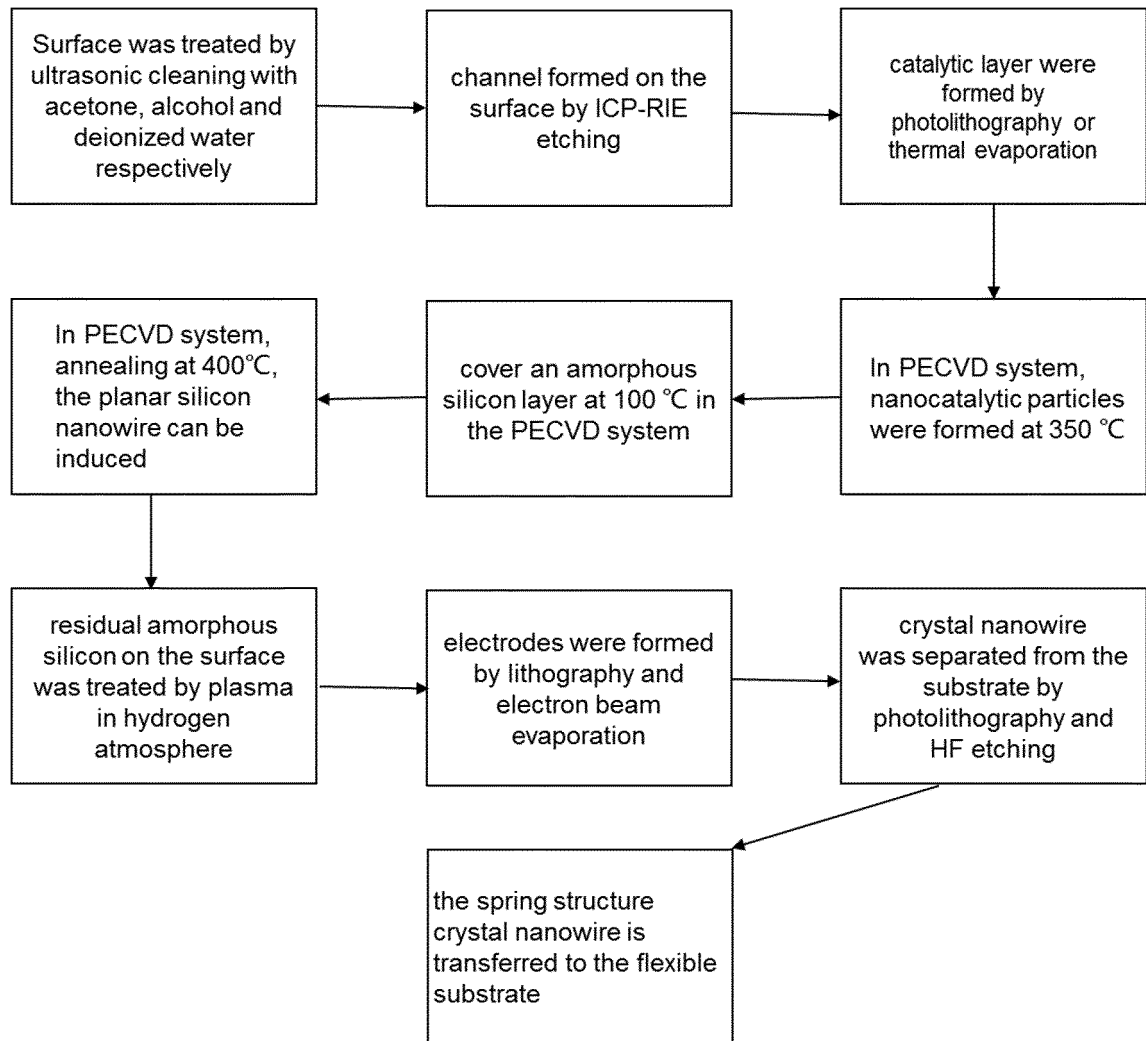 Surface was treated by
ultrasonic cleaning with
acetone, alcohol and
deionized water
respectively
channel formed on the
surface by ICP-RIE
etching
catalytic layer were
formed by
photolithography or
thermal evaporation
In PECVD system,
nanocatalytic particles
were formed at 350 ℃
cover an amorphous
silicon layer at 100 ℃ in
the PECVD system
In PECVD system,
annealing at 400℃,
the planar silicon
nanowire can be
induced
residual amorphous
silicon on the surface
was treated by plasma
in hydrogen
atmosphere
electrodes were formed
by lithography and
electron beam
evaporation
crystal nanowire
was separated from the
substrate by
photolithography and
HF etching
the spring structure
crystal nanowire is
transferred to the flexible
substrate